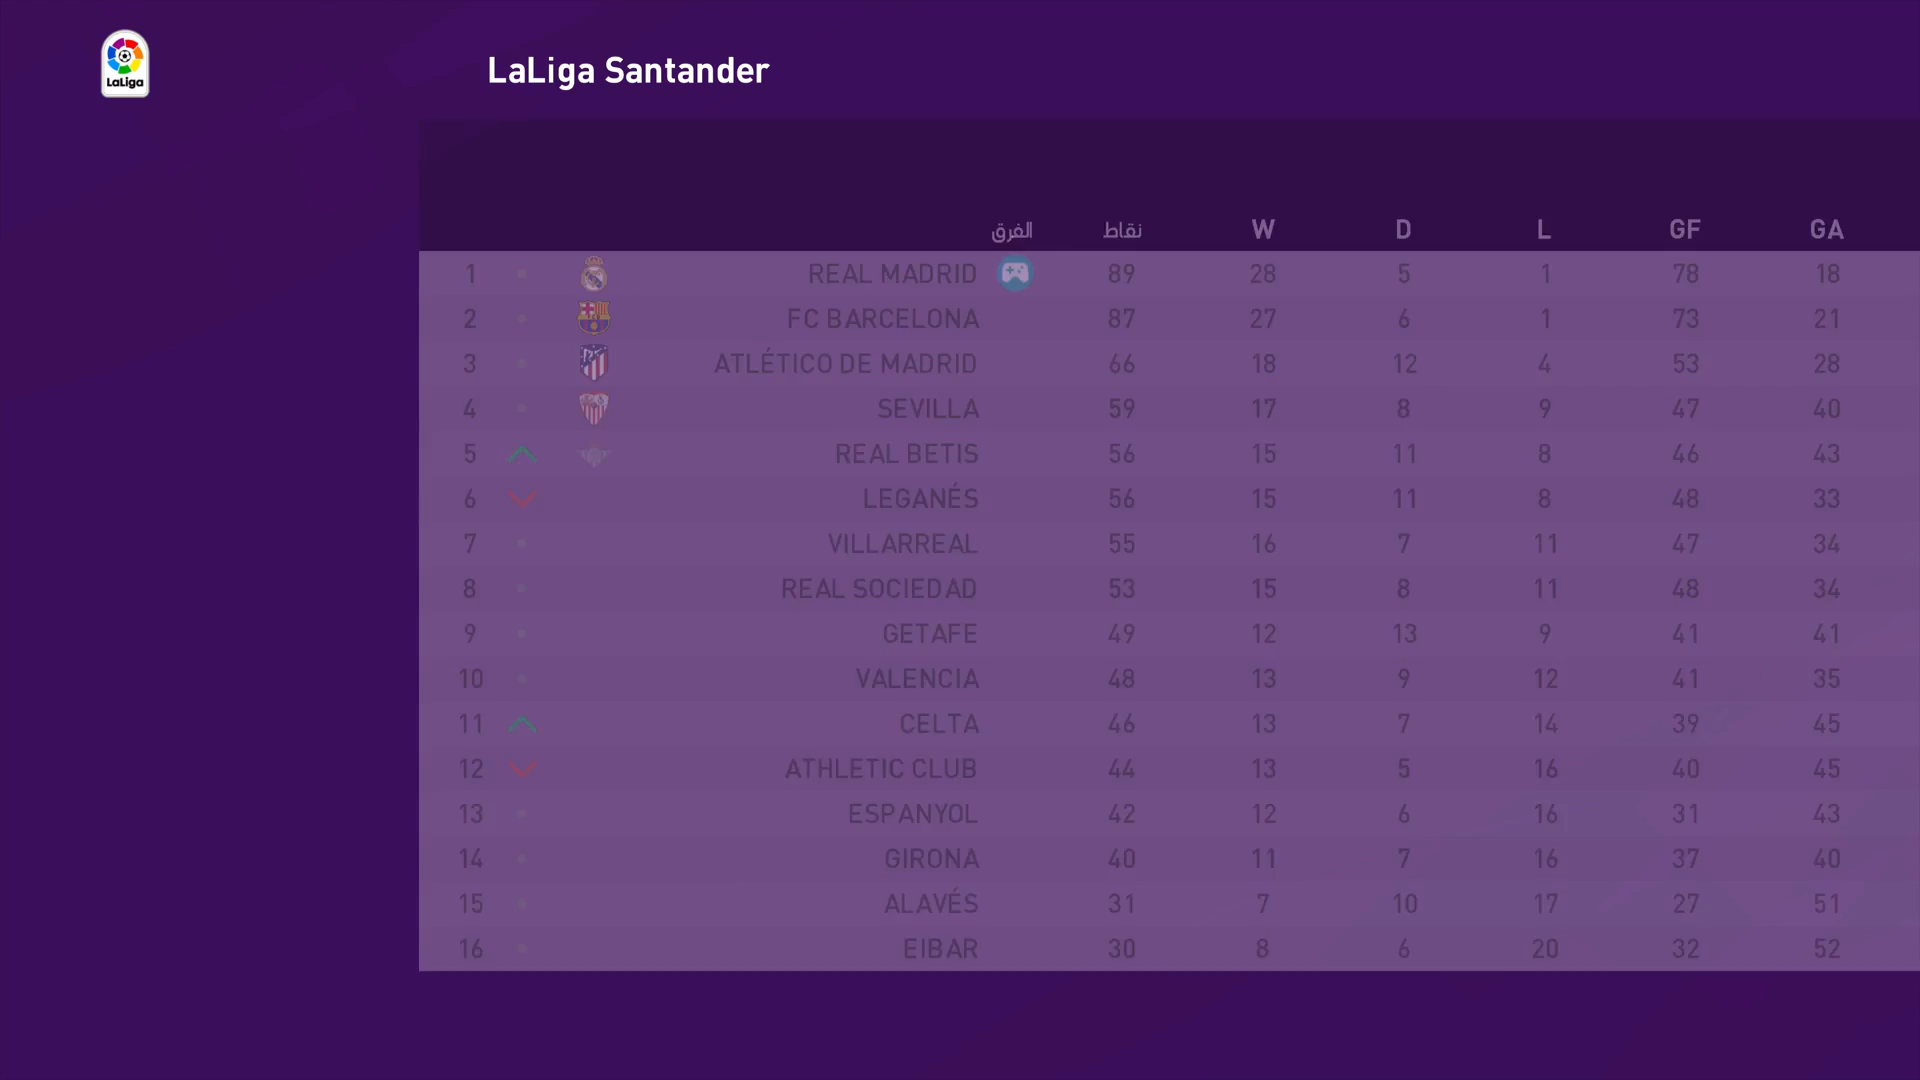 LaLiga
LaLiga Santander
الفرق نقاط W D L GF GA
1 REAL MADRID 89 28 5 1 78 18
2 FC BARCELONA 87 27 6 1 73 21
3 ATLÉTICO DE MADRID 66 18 12 4 53 28
4 SEVILLA 59 17 8 9 47 40
5 REAL BETIS 56 15 11 8 46 43
6 LEGANÉS 56 15 11 8 48 33
7 VILLARREAL 55 16 7 11 47 34
8 REAL SOCIEDAD 53 15 8 11 48 34
9 GETAFE 49 12 13 9 41 41
10 VALENCIA 48 13 9 12 41 35
11 CELTA 46 13 7 14 39 45
12 ATHLETIC CLUB 44 13 5 16 40 45
13 ESPANYOL 42 12 6 16 31 43
14 GIRONA 40 11 7 16 37 40
15 ALAVÉS 31 7 10 17 27 51
16 EIBAR 30 8 6 20 32 52